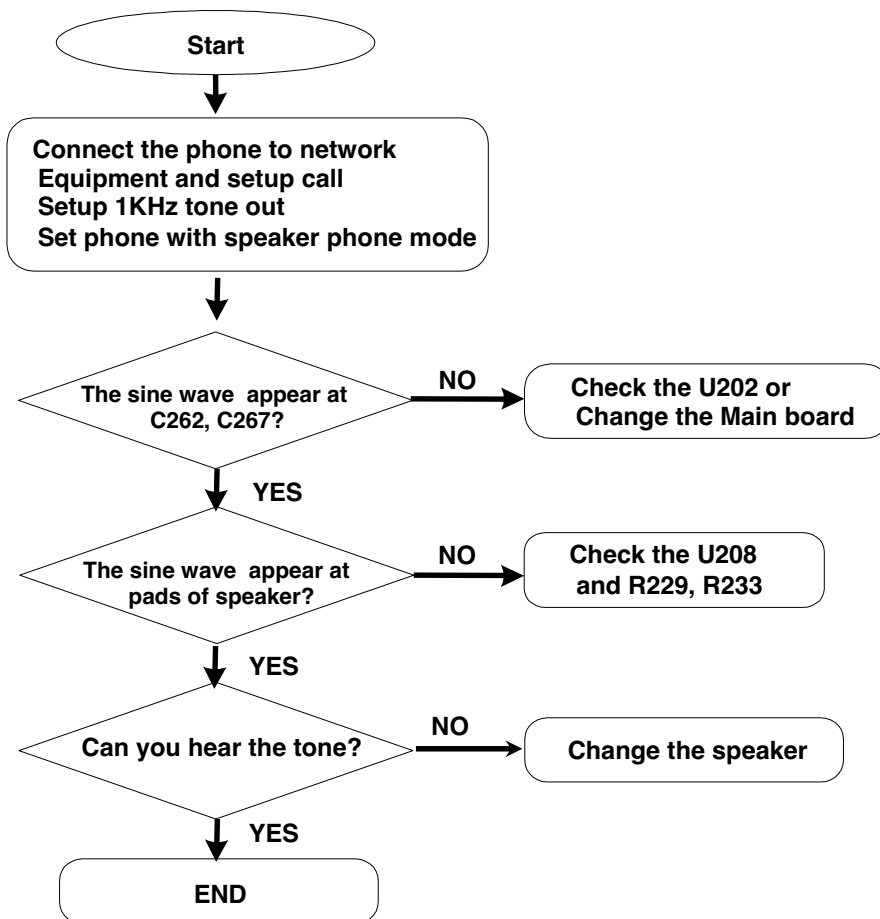 Start
Connect the phone to network
Equipment and setup call
Setup 1KHz tone out
Set phone with speaker phone mode
The sine wave appear at
C262, C267?
NO
Check the U202 or
Change the Main board
YES
The sine wave appear at
pads of speaker?
NO
Check the U208
and R229, R233
YES
Can you hear the tone?
NO
Change the speaker
YES
END